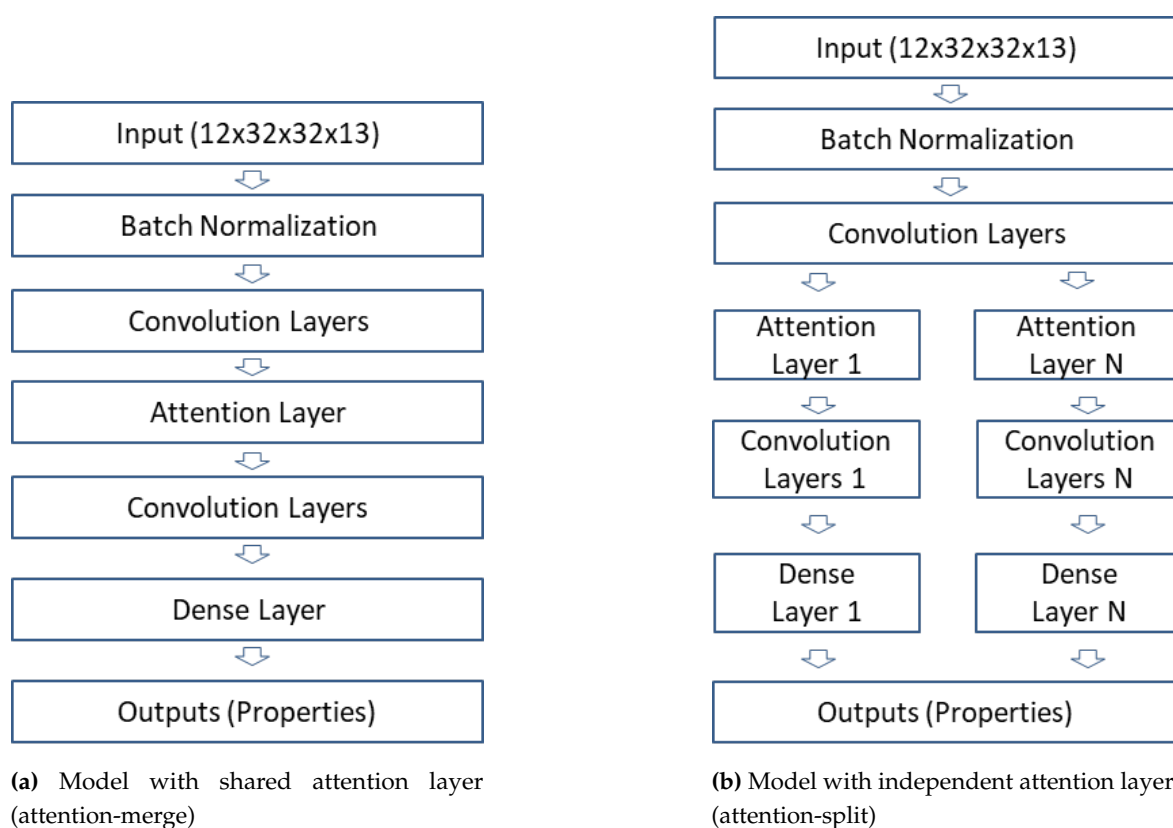 Input (12x32x32x13)
Batch Normalization
Convolution Layers
Attention Layer
Convolution Layers
Dense Layer
Outputs (Properties)
(a) Model with shared attention layer
(attention-merge)
Input (12x32x32x13)
Batch Normalization
Convolution Layers
Attention
Layer 1
Attention
Layer N
Convolution
Layers 1
Convolution
Layers N
Dense
Layer 1
Dense
Layer N
Outputs (Properties)
(b) Model with independent attention layer
(attention-split)